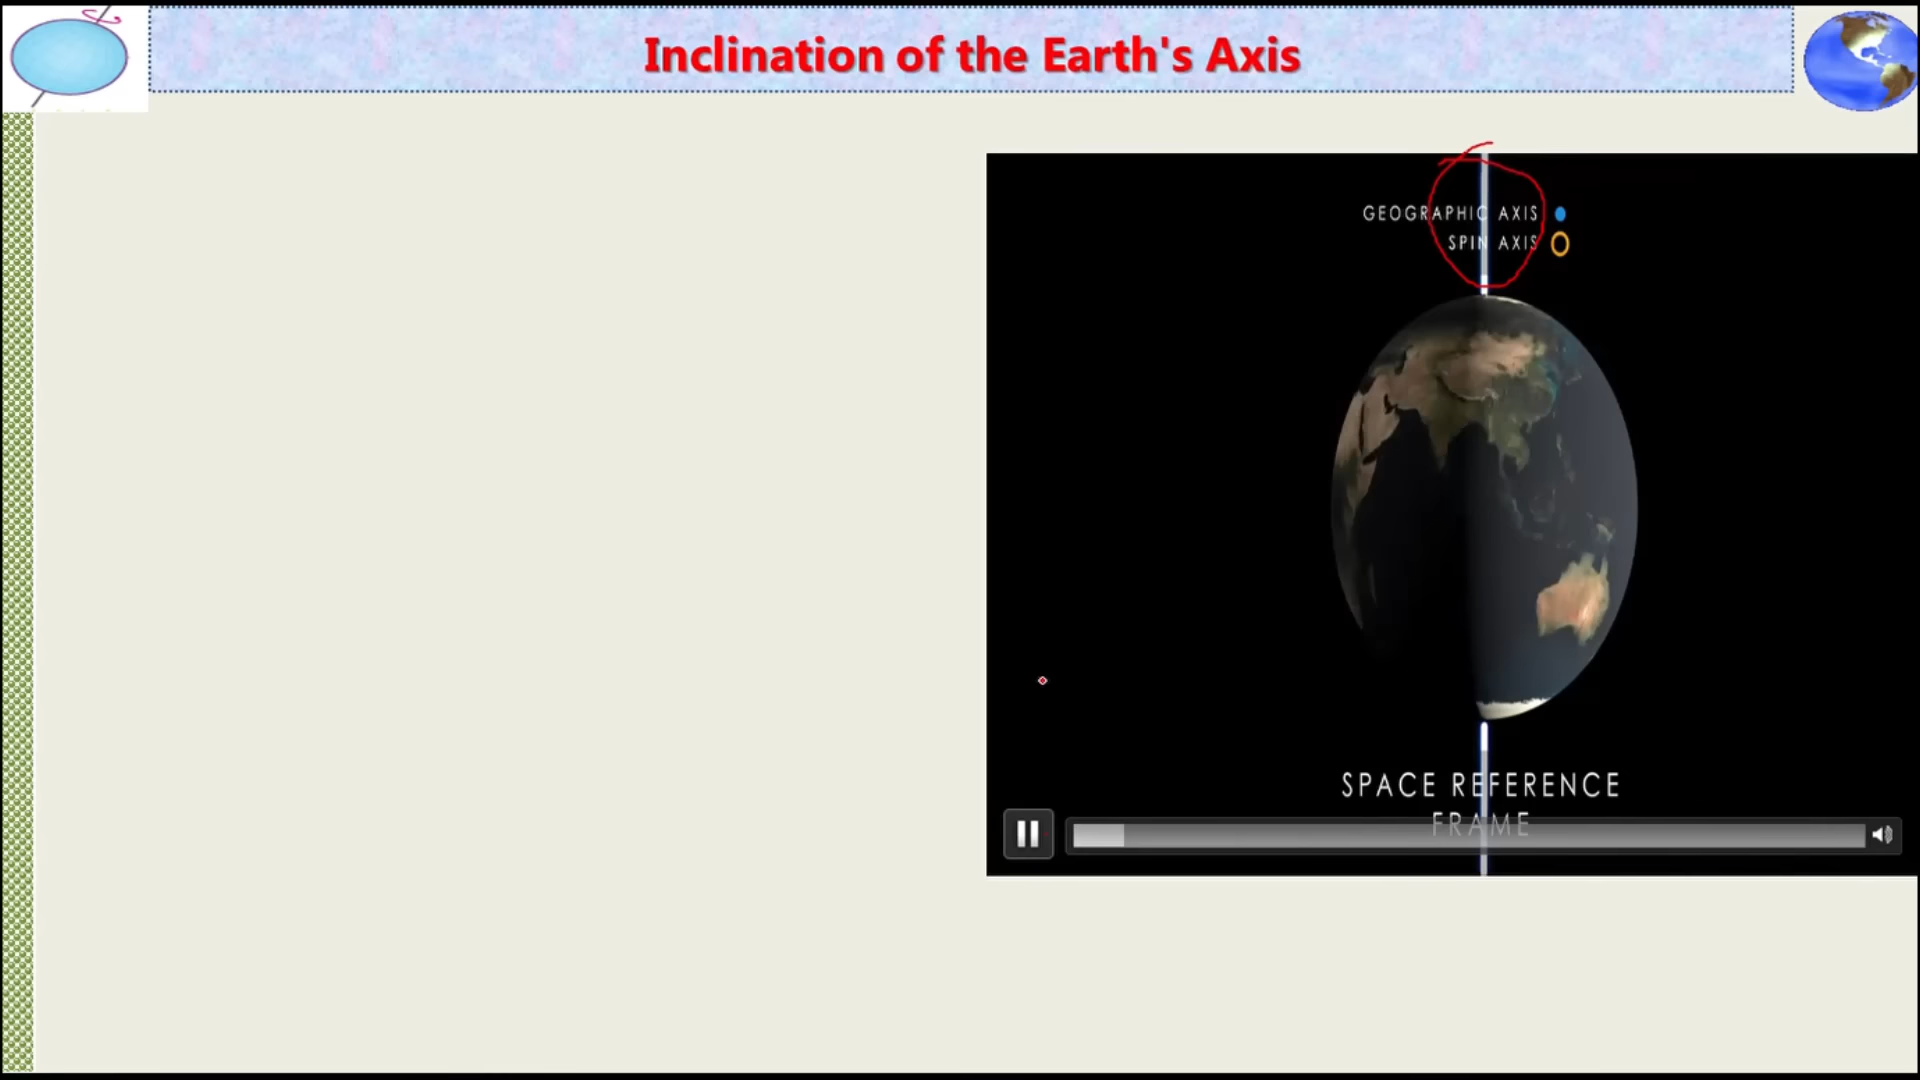 Inclination of the Earth's Axis
GEOGRAPHIC AXIS
SPIN AXIS
SPACE REFERENCE
FRAME